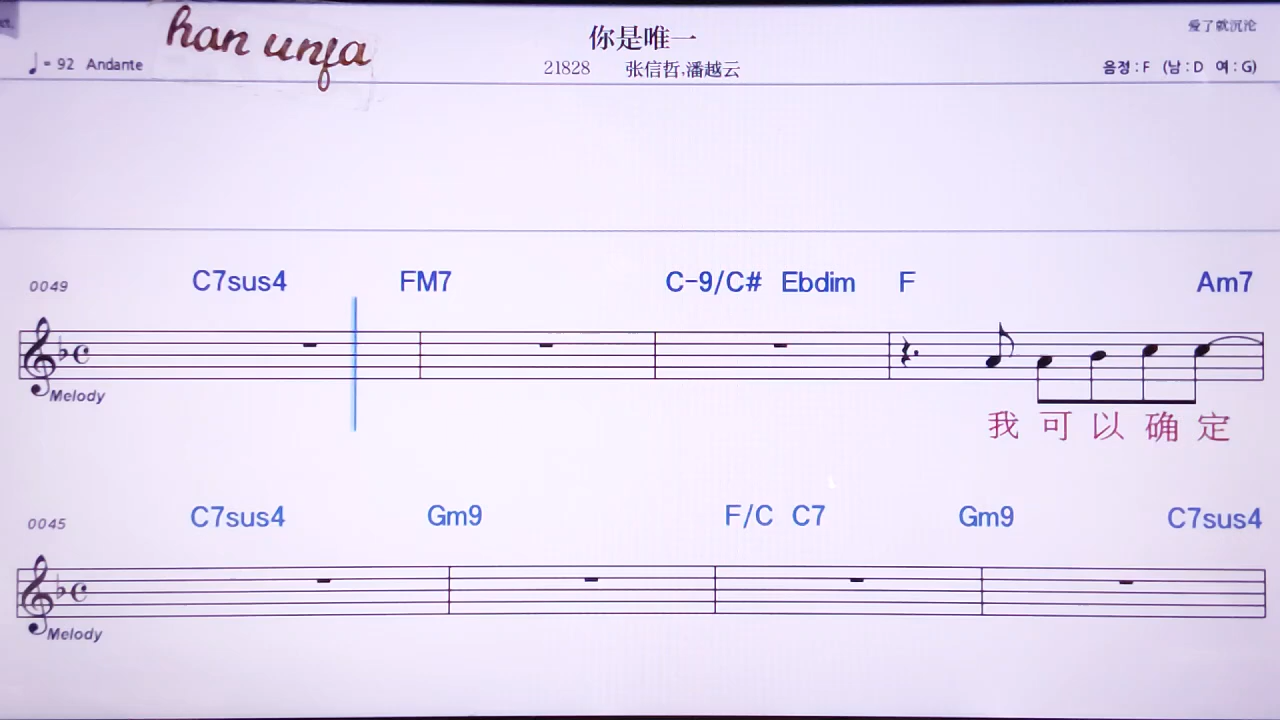 han unfa
你是唯一
爱了就沉沦
♩= 92 Andante
21828 张信哲,潘越云
음정 : F (남 : D 여 : G)
0049 C7sus4 FM7 C-9/C# Ebdim F Am7
Melody
我 可 以 确 定
0045 C7sus4 Gm9 F/C C7 Gm9 C7sus4
Melody